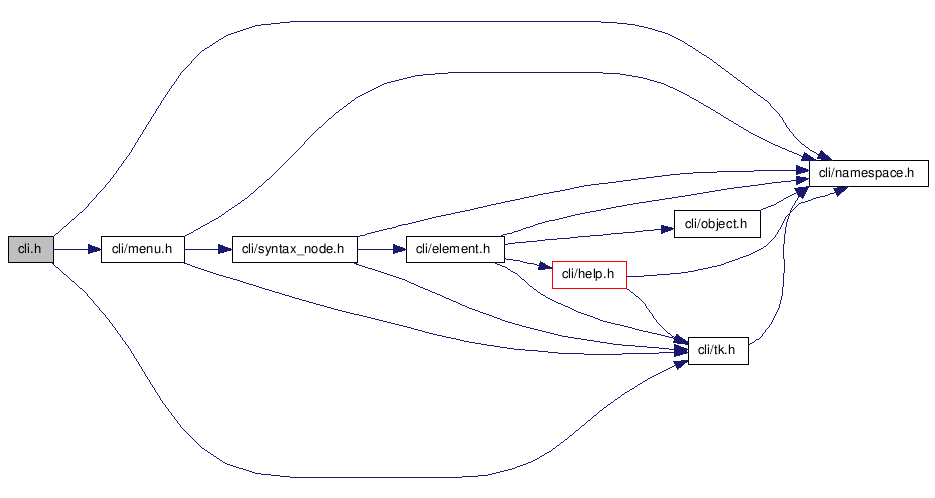 cli/namespace.h
cli/object.h
cli.h
cli/menu.h
cli/syntax_node.h
cli/element.h
cli/help.h
cli/tk.h